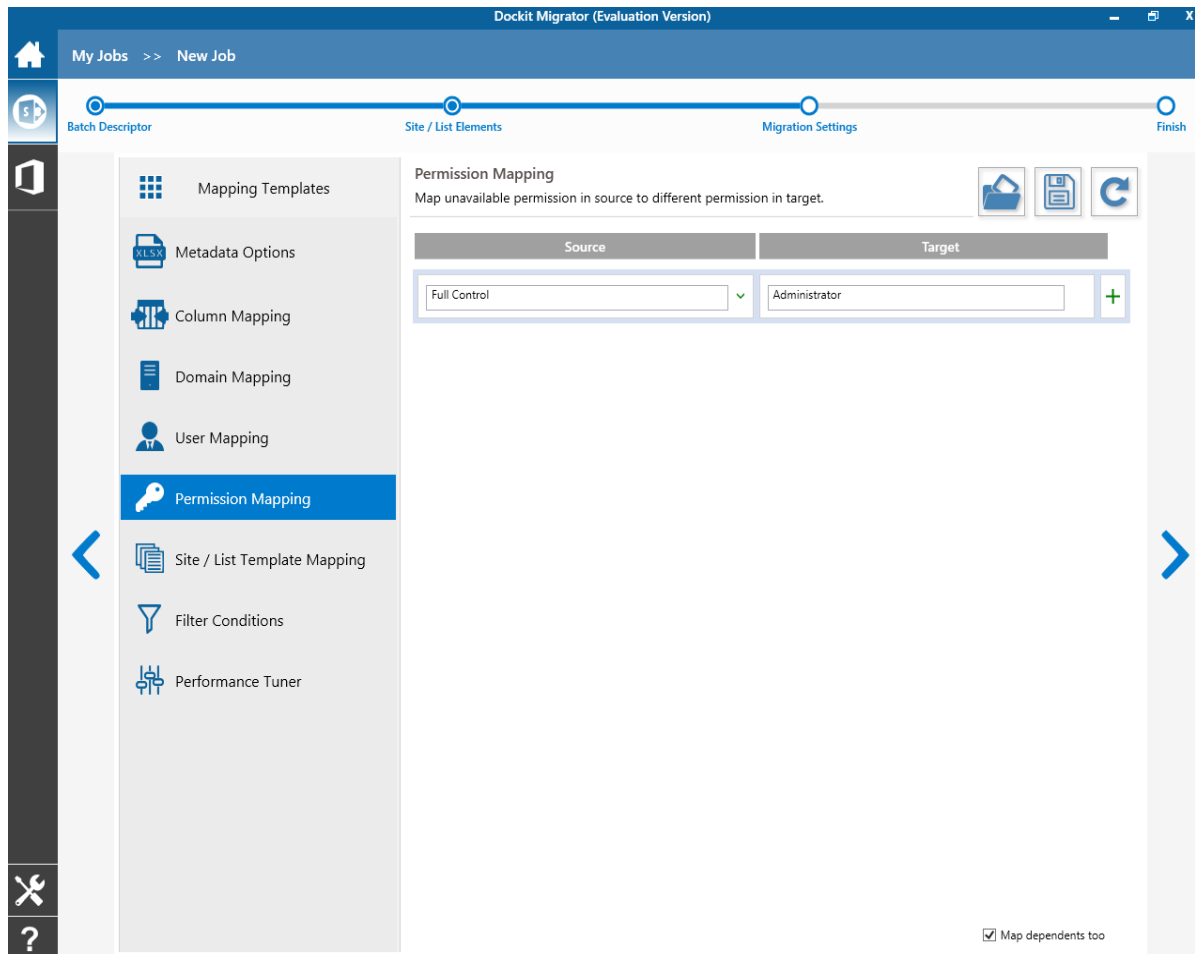 Dockit Migrator (Evaluation Version)
My Jobs >> New Job
Batch Descriptor
Site / List Elements
Migration Settings
Finish
Mapping Templates
XLSX
Metadata Options
Column Mapping
Domain Mapping
User Mapping
Permission Mapping
Site / List Template Mapping
Filter Conditions
Performance Tuner
Permission Mapping
Map unavailable permission in source to different permission in target.
Source Target
Full Control Administrator
Map dependents too
S
?